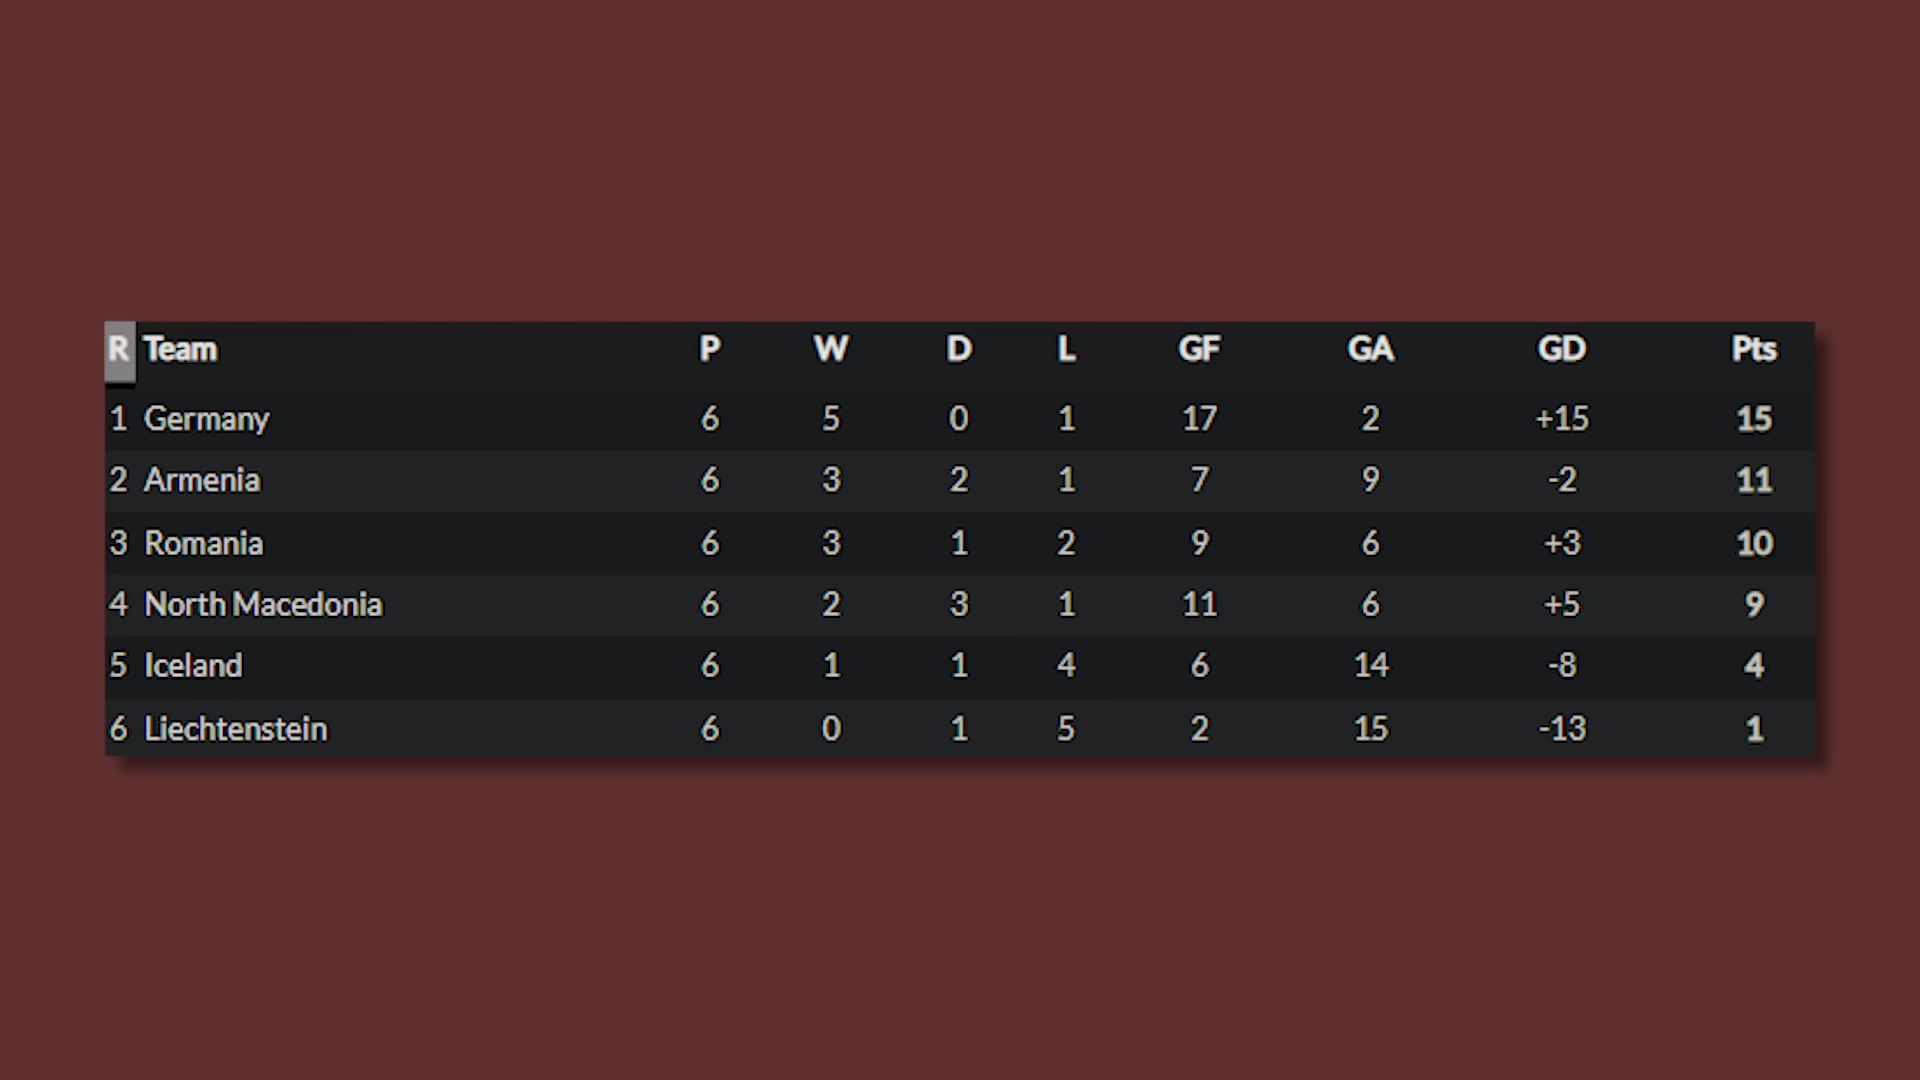 R Team P W D L GF GA GD Pts
1 Germany 6 5 0 1 17 2 +15 15
2 Armenia 6 3 2 1 7 9 -2 11
3 Romania 6 3 1 2 9 6 +3 10
4 North Macedonia 6 2 3 1 11 6 +5 9
5 Iceland 6 1 1 4 6 14 -8 4
6 Liechtenstein 6 0 1 5 2 15 -13 1